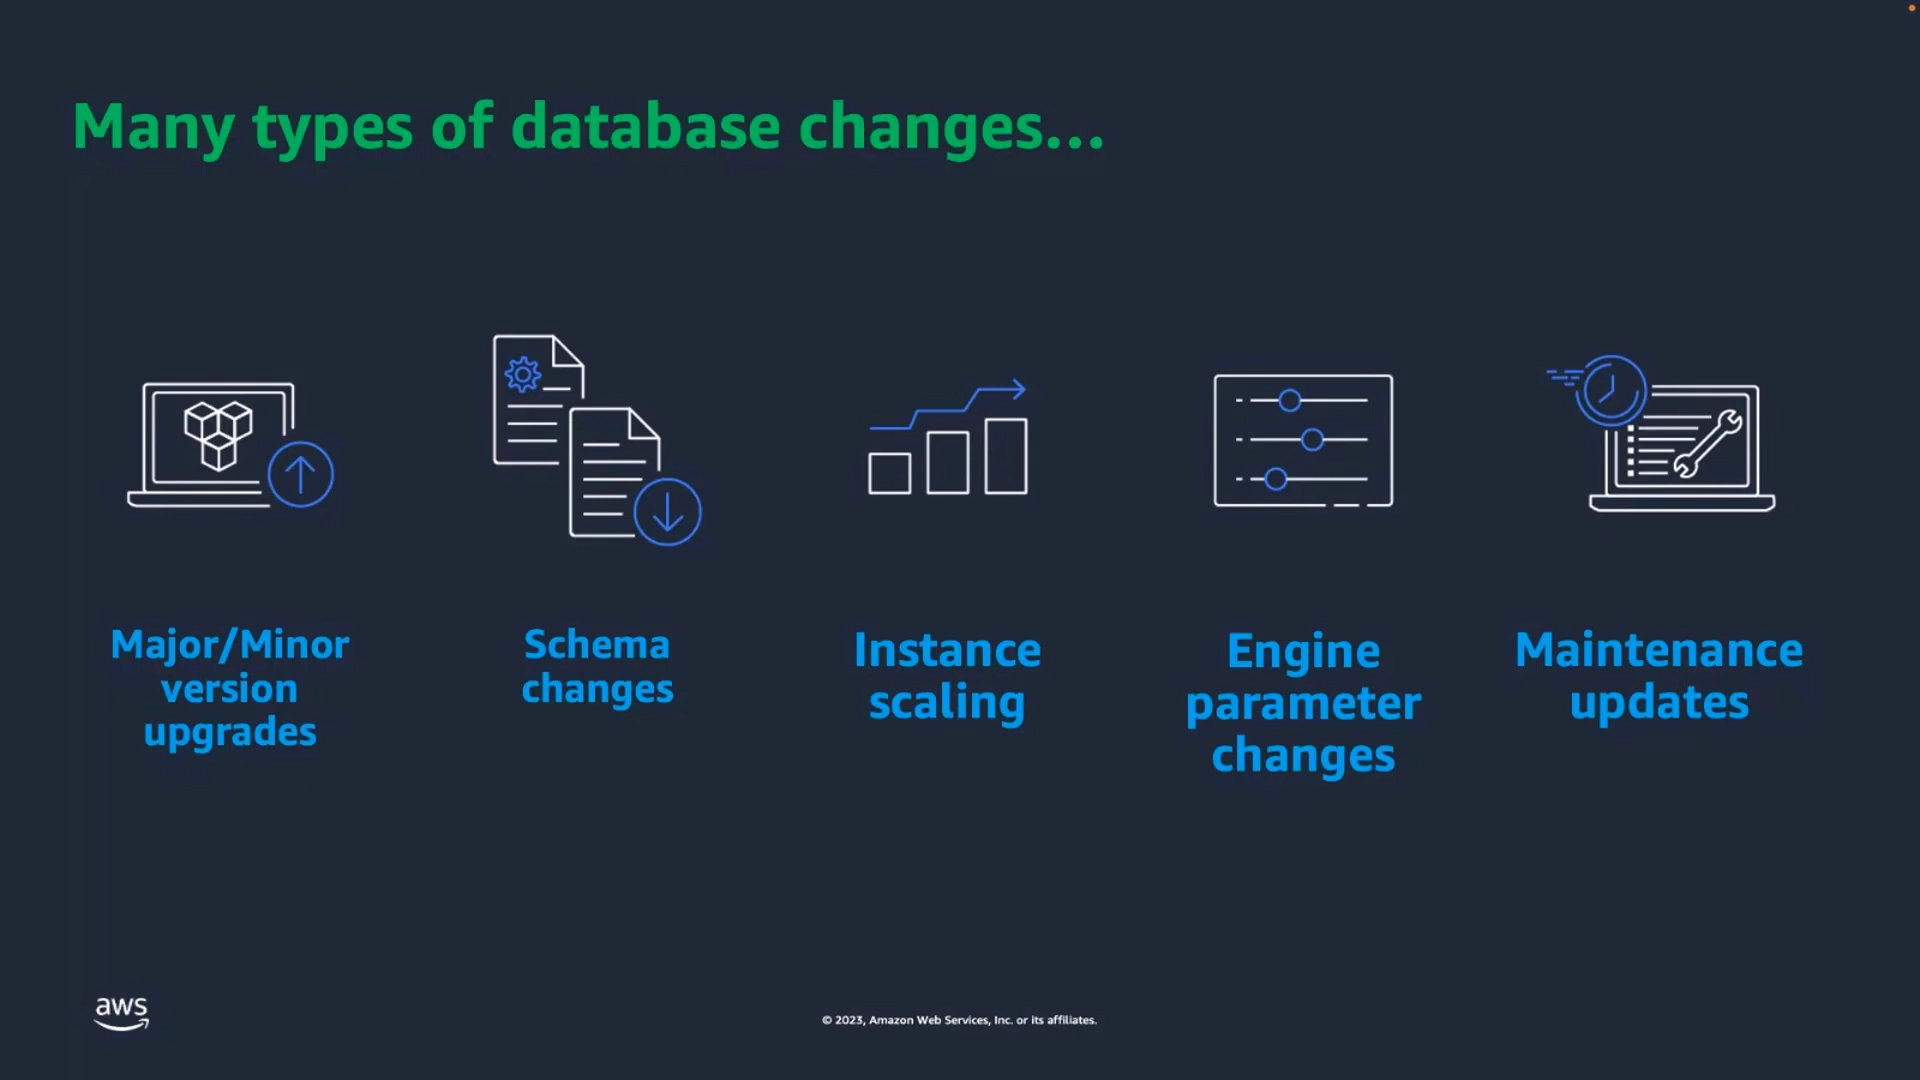 Many types of database changes...
Major/Minor
version
upgrades
Schema
changes
Instance
scaling
Engine
parameter
changes
Maintenance
updates
aws
© 2023, Amazon Web Services, Inc. or its affiliates.